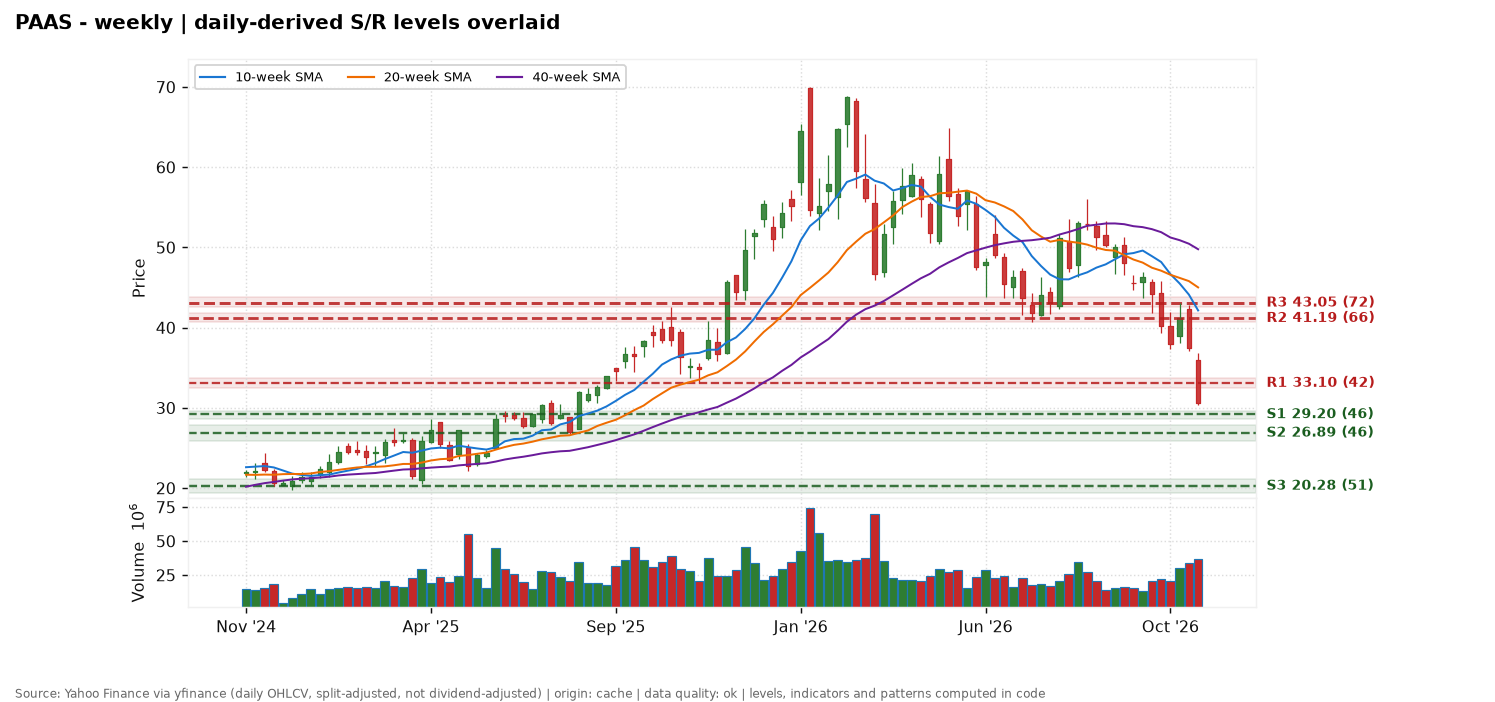 PAAS - weekly | daily-derived S/R levels overlaid
10-week SMA 20-week SMA 40-week SMA
70
60
50
40
30
20
Price
R3 43.05 (72)
R2 41.19 (66)
R1 33.10 (42)
S1 29.20 (46)
S2 26.89 (46)
S3 20.28 (51)
75
50
25
Volume 10⁶
Nov '24 Apr '25 Sep '25 Jan '26 Jun '26 Oct '26
Source: Yahoo Finance via yfinance (daily OHLCV, split-adjusted, not dividend-adjusted) | origin: cache | data quality: ok | levels, indicators and patterns computed in code